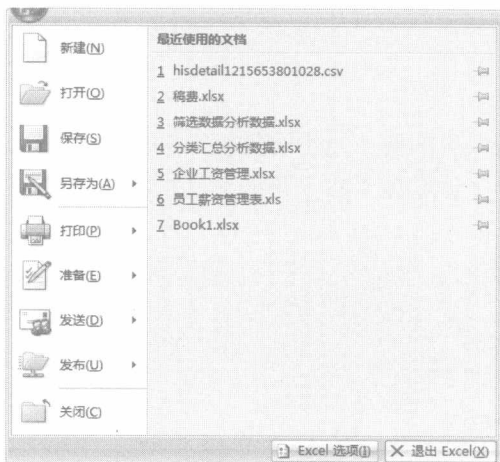 新建(N)
打开(O)
保存(S)
另存为(A)
打印(P)
准备(E)
发送(D)
发布(U)
关闭(C)
最近使用的文档
1 hisdetail1215653801028.csv
2 稿费.xlsx
3 筛选数据分析数据.xlsx
4 分类汇总分析数据.xlsx
5 企业工资管理.xlsx
6 员工薪资管理表.xls
7 Book1.xlsx
Excel 选项(I)
退出 Excel(X)